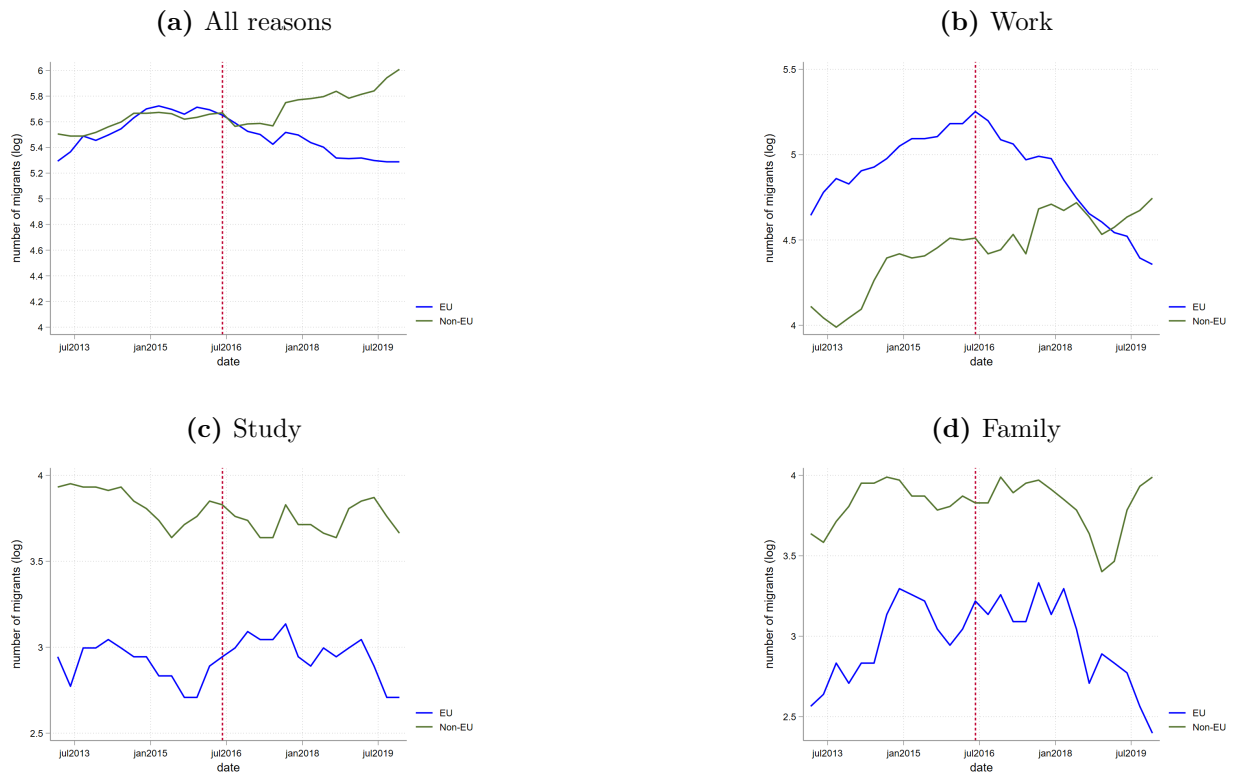 (a) All reasons
number of migrants (log)
6
5.8
5.6
5.4
5.2
5
4.8
4.6
4.4
4.2
4
jul2013 jan2015 jul2016 jan2018 jul2019
date
EU
Non-EU
(b) Work
number of migrants (log)
5.5
5
4.5
4
jul2013 jan2015 jul2016 jan2018 jul2019
date
EU
Non-EU
(c) Study
number of migrants (log)
4
3.5
3
2.5
jul2013 jan2015 jul2016 jan2018 jul2019
date
EU
Non-EU
(d) Family
number of migrants (log)
4
3.5
3
2.5
jul2013 jan2015 jul2016 jan2018 jul2019
date
EU
Non-EU